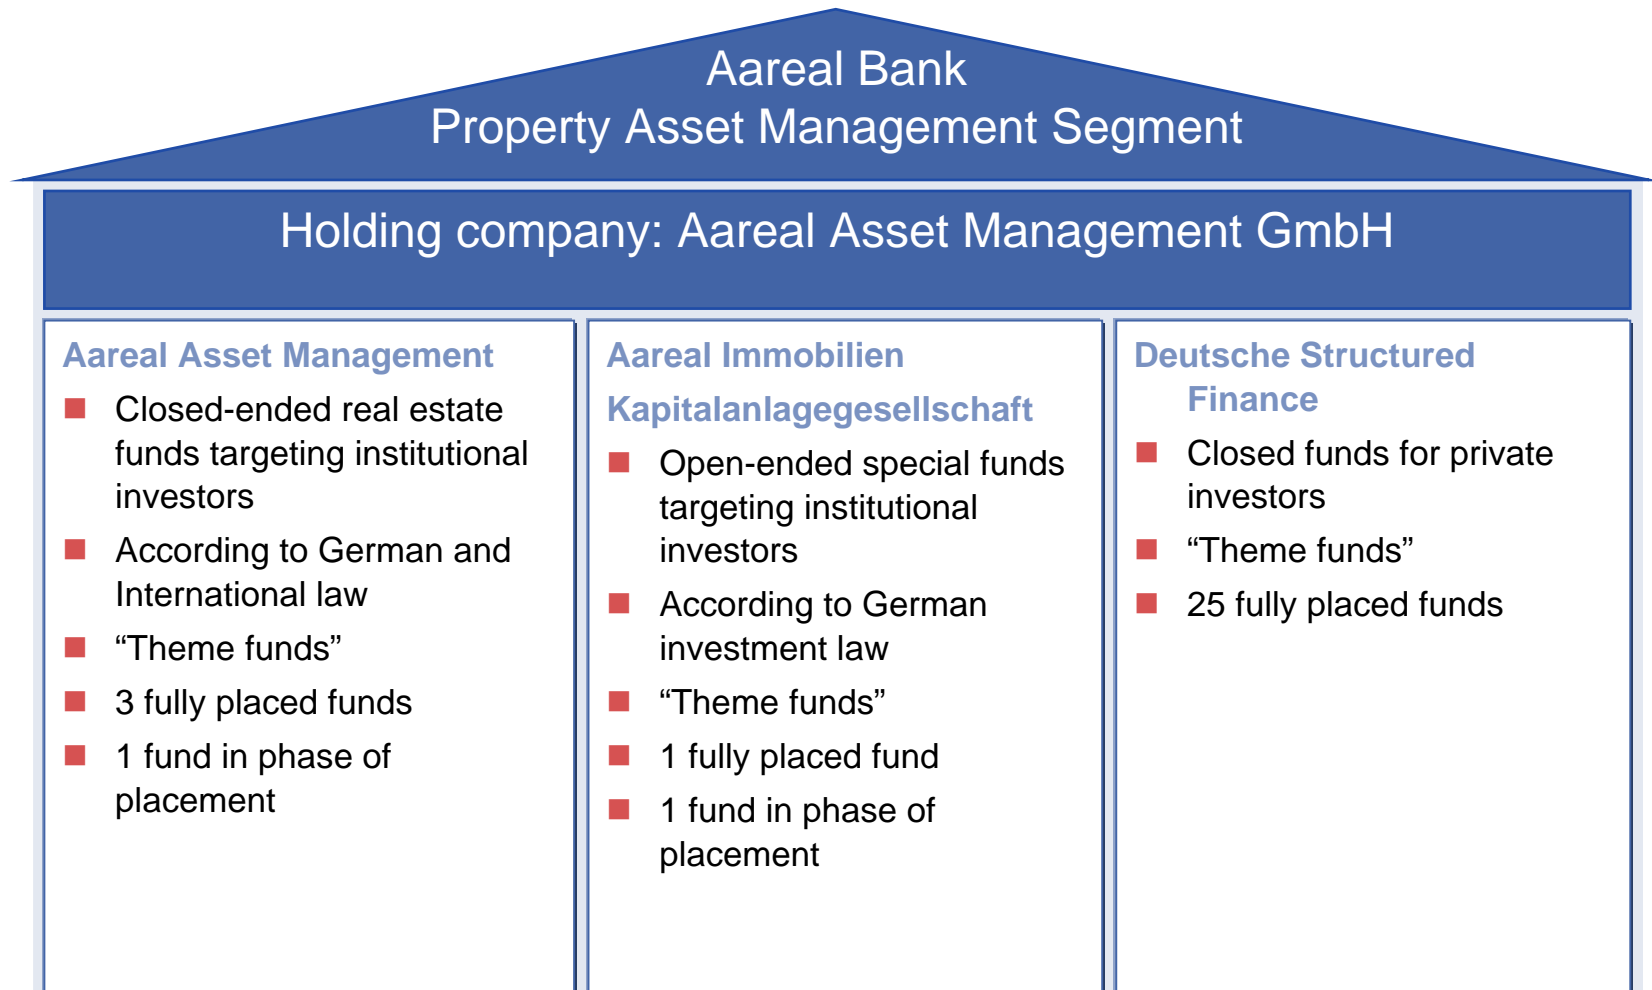 Aareal Bank
Property Asset Management Segment
Holding company: Aareal Asset Management GmbH
Aareal Asset Management
Closed-ended real estate
funds targeting institutional
investors
According to German and
International law
“Theme funds”
3 fully placed funds
1 fund in phase of
placement
Aareal Immobilien
Kapitalanlagegesellschaft
Open-ended special funds
targeting institutional
investors
According to German
investment law
“Theme funds”
1 fully placed fund
1 fund in phase of
placement
Deutsche Structured
Finance
Closed funds for private
investors
“Theme funds”
25 fully placed funds